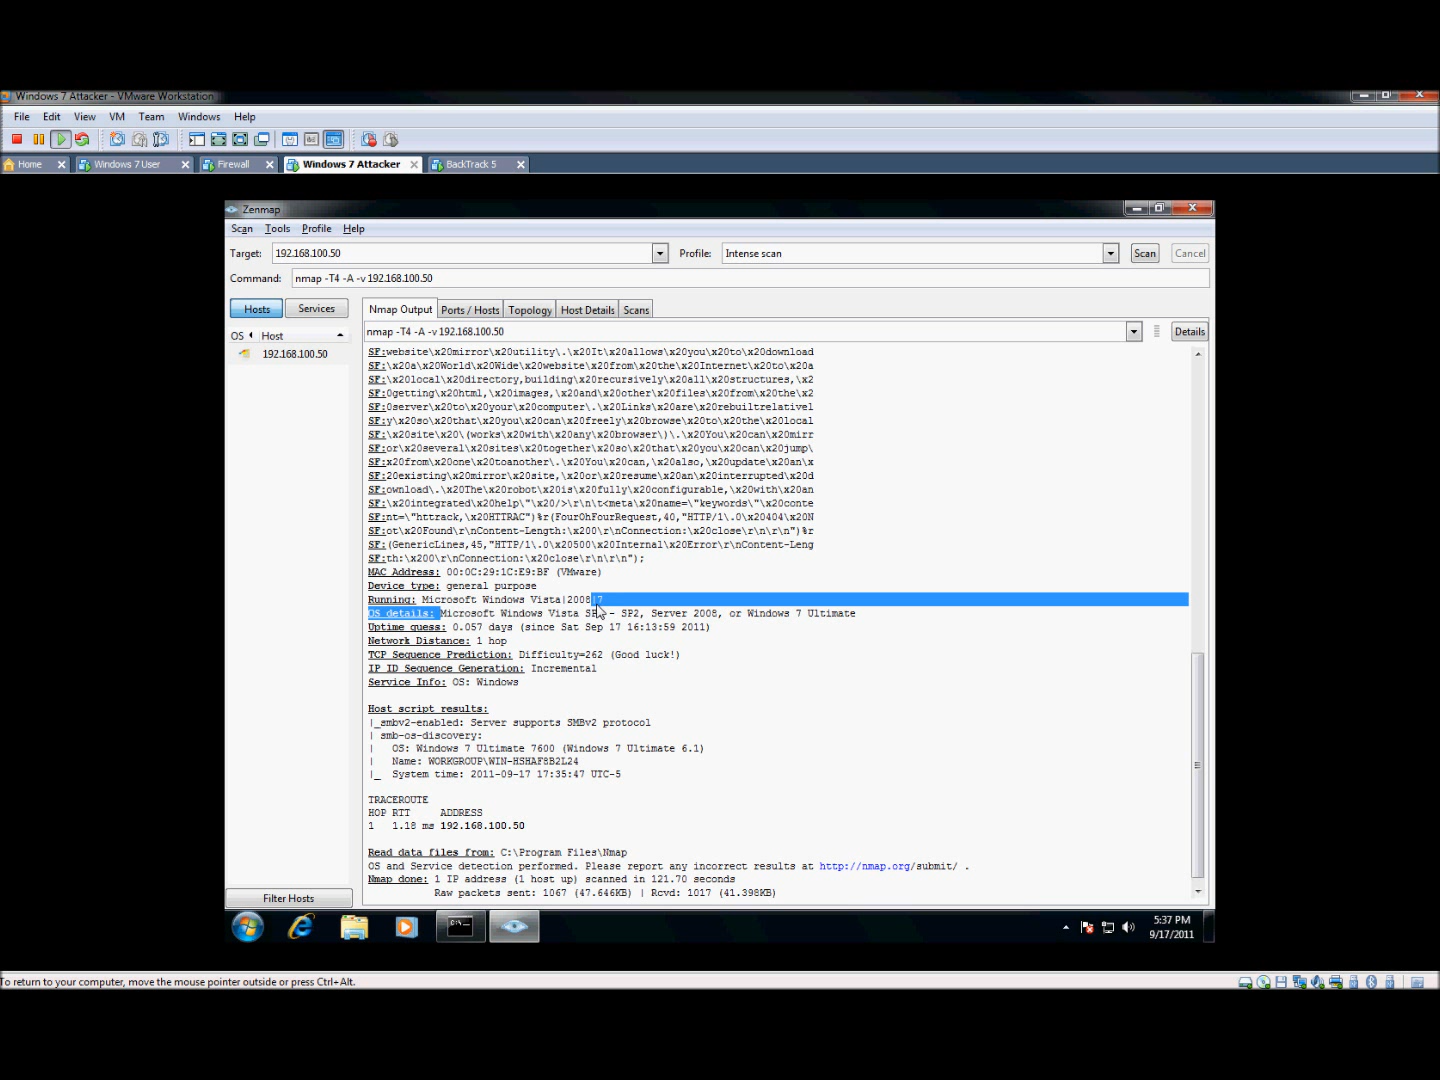 Windows 7 Attacker - VMware Workstation
File Edit View VM Team Windows Help
Home Windows 7 User Firewall Windows 7 Attacker BackTrack 5
Zenmap
Scan Tools Profile Help
Target: 192.168.100.50 Profile: Intense scan Scan Cancel
Command: nmap -T4 -A -v 192.168.100.50
Hosts Services Nmap Output Ports / Hosts Topology Host Details Scans
nmap -T4 -A -v 192.168.100.50 Details
OS Host
192.168.100.50
SF:website\x20mirror\x20utility\.\x20It\x20allows\x20you\x20to\x20download
SF:\x20a\x20World\x20Wide\x20website\x20from\x20the\x20Internet\x20to\x20a
SF:\x20local\x20directory,building\x20recursively\x20all\x20structures,\x2
SF:0getting\x20html,\x20images,\x20and\x20other\x20files\x20from\x20the\x2
SF:0server\x20to\x20your\x20computer\.\x20Links\x20are\x20rebuiltrelativel
SF:y\x20so\x20that\x20you\x20can\x20freely\x20browse\x20to\x20the\x20local
SF:\x20site\x20\(works\x20with\x20any\x20browser\)\.\x20You\x20can\x20mirr
SF:or\x20several\x20sites\x20together\x20so\x20that\x20you\x20can\x20jump\
SF:x20from\x20one\x20toanother\.\x20You\x20can,\x20also,\x20update\x20an\x
SF:20existing\x20mirror\x20site,\x20or\x20resume\x20an\x20interrupted\x20d
SF:ownload\.\x20The\x20robot\x20is\x20fully\x20configurable,\x20with\x20an
SF:\x20integrated\x20help\"\x20/>\r\n\t<meta\x20name=\"keywords\"\x20conte
SF:nt=\"httrack,\x20HTTRAC")%r(FourOhFourRequest,40,"HTTP/1\.0\x20404\x20N
SF:ot\x20Found\r\nContent-Length:\x200\r\nConnection:\x20close\r\n\r\n")%r
SF:(GenericLines,45,"HTTP/1\.0\x20500\x20Internal\x20Error\r\nContent-Leng
SF:th:\x200\r\nConnection:\x20close\r\n\r\n");
MAC Address: 00:0C:29:1C:E9:BF (VMware)
Device type: general purpose
Running: Microsoft Windows Vista|2008|7
OS details: Microsoft Windows Vista - SP2, Server 2008, or Windows 7 Ultimate
Uptime guess: 0.057 days (since Sat Sep 17 16:13:59 2011)
Network Distance: 1 hop
TCP Sequence Prediction: Difficulty=262 (Good luck!)
IP ID Sequence Generation: Incremental
Service Info: OS: Windows
Host script results:
|_smbv2-enabled: Server supports SMBv2 protocol
| smb-os-discovery:
|   OS: Windows 7 Ultimate 7600 (Windows 7 Ultimate 6.1)
|   Name: WORKGROUP\WIN-HSHAF8B2L24
|_  System time: 2011-09-17 17:35:47 UTC-5
TRACEROUTE
HOP RTT ADDRESS
1 1.18 ms 192.168.100.50
Read data files from: C:\Program Files\Nmap
OS and Service detection performed. Please report any incorrect results at http://nmap.org/submit/ .
Nmap done: 1 IP address (1 host up) scanned in 121.70 seconds
Raw packets sent: 1067 (47.646KB) | Rcvd: 1017 (41.398KB)
Filter Hosts
5:37 PM
9/17/2011
To return to your computer, move the mouse pointer outside or press Ctrl+Alt.